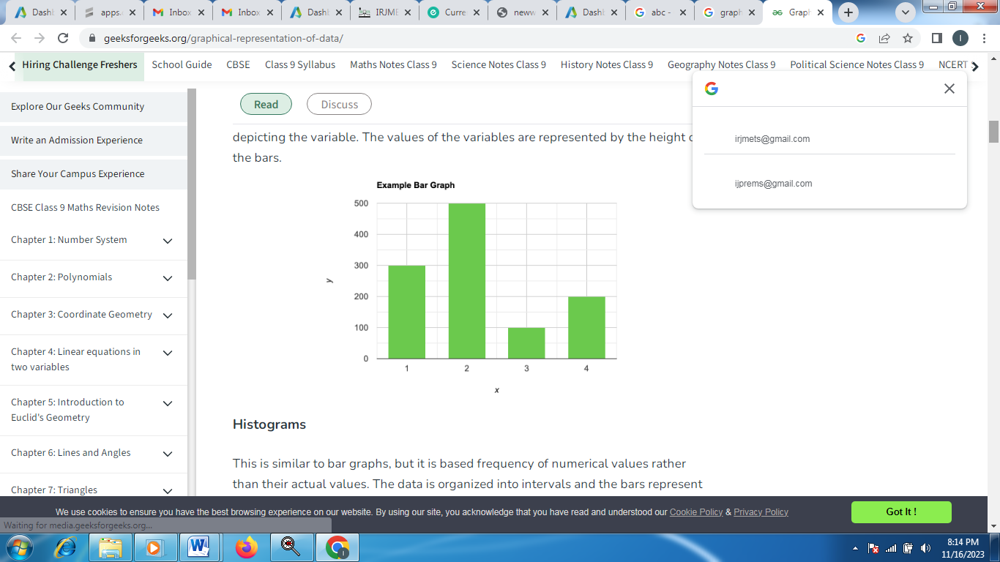 Dashl
apps.
Inbox
Inbox
Dashl
IRJME
Curre
neww
Dashl
abc -
graph
Graph
geeksforgeeks.org/graphical-representation-of-data/
I
Hiring Challenge Freshers School Guide CBSE Class 9 Syllabus Maths Notes Class 9 Science Notes Class 9 History Notes Class 9 Geography Notes Class 9 Political Science Notes Class 9 NCERT
Explore Our Geeks Community
Write an Admission Experience
Share Your Campus Experience
CBSE Class 9 Maths Revision Notes
Chapter 1: Number System
Chapter 2: Polynomials
Chapter 3: Coordinate Geometry
Chapter 4: Linear equations in
two variables
Chapter 5: Introduction to
Euclid's Geometry
Chapter 6: Lines and Angles
Chapter 7: Triangles
Read Discuss
depicting the variable. The values of the variables are represented by the height
the bars.
Example Bar Graph
500
400
300
200
100
0
y
1 2 3 4
x
Histograms
This is similar to bar graphs, but it is based frequency of numerical values rather
than their actual values. The data is organized into intervals and the bars represent
irjmets@gmail.com
ijprems@gmail.com
We use cookies to ensure you have the best browsing experience on our website. By using our site, you acknowledge that you have read and understood our Cookie Policy & Privacy Policy
Got It !
Waiting for media.geeksforgeeks.org...
8:14 PM
11/16/2023